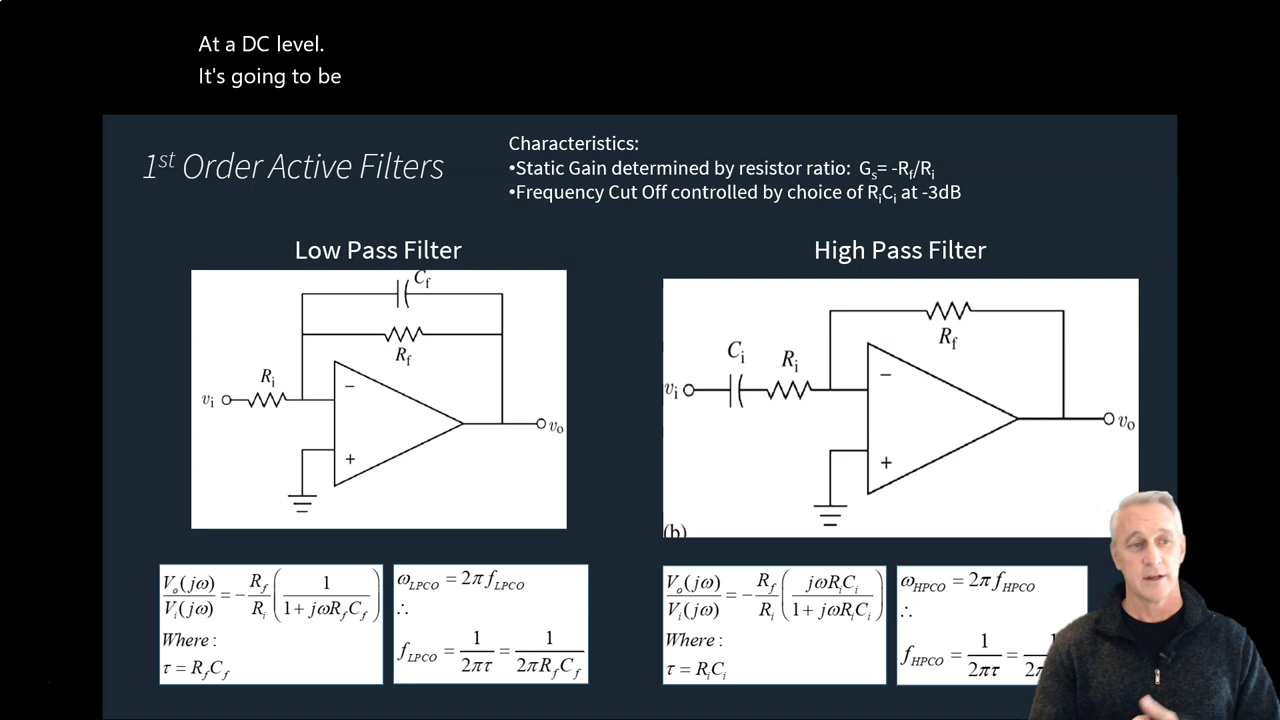 At a DC level.
It's going to be
1st Order Active Filters
Characteristics:
•Static Gain determined by resistor ratio: Gs= -Rf/Ri
•Frequency Cut Off controlled by choice of RiCi at -3dB
Low Pass Filter
High Pass Filter
Cf
Rf
Ri
vi
−
+
vo
Rf
Ci
Ri
vi
−
+
vo
(b)
Vo(jω)/Vi(jω) = −Rf/Ri (1/(1+jωRfCf))
Where :
τ = RfCf
ωLPCO = 2π fLPCO
∴
fLPCO = 1/2πτ = 1/2πRfCf
Vo(jω)/Vi(jω) = −Rf/Ri (jωRiCi/(1+jωRiCi))
Where :
τ = RiCi
ωHPCO = 2π fHPCO
∴
fHPCO = 1/2πτ =